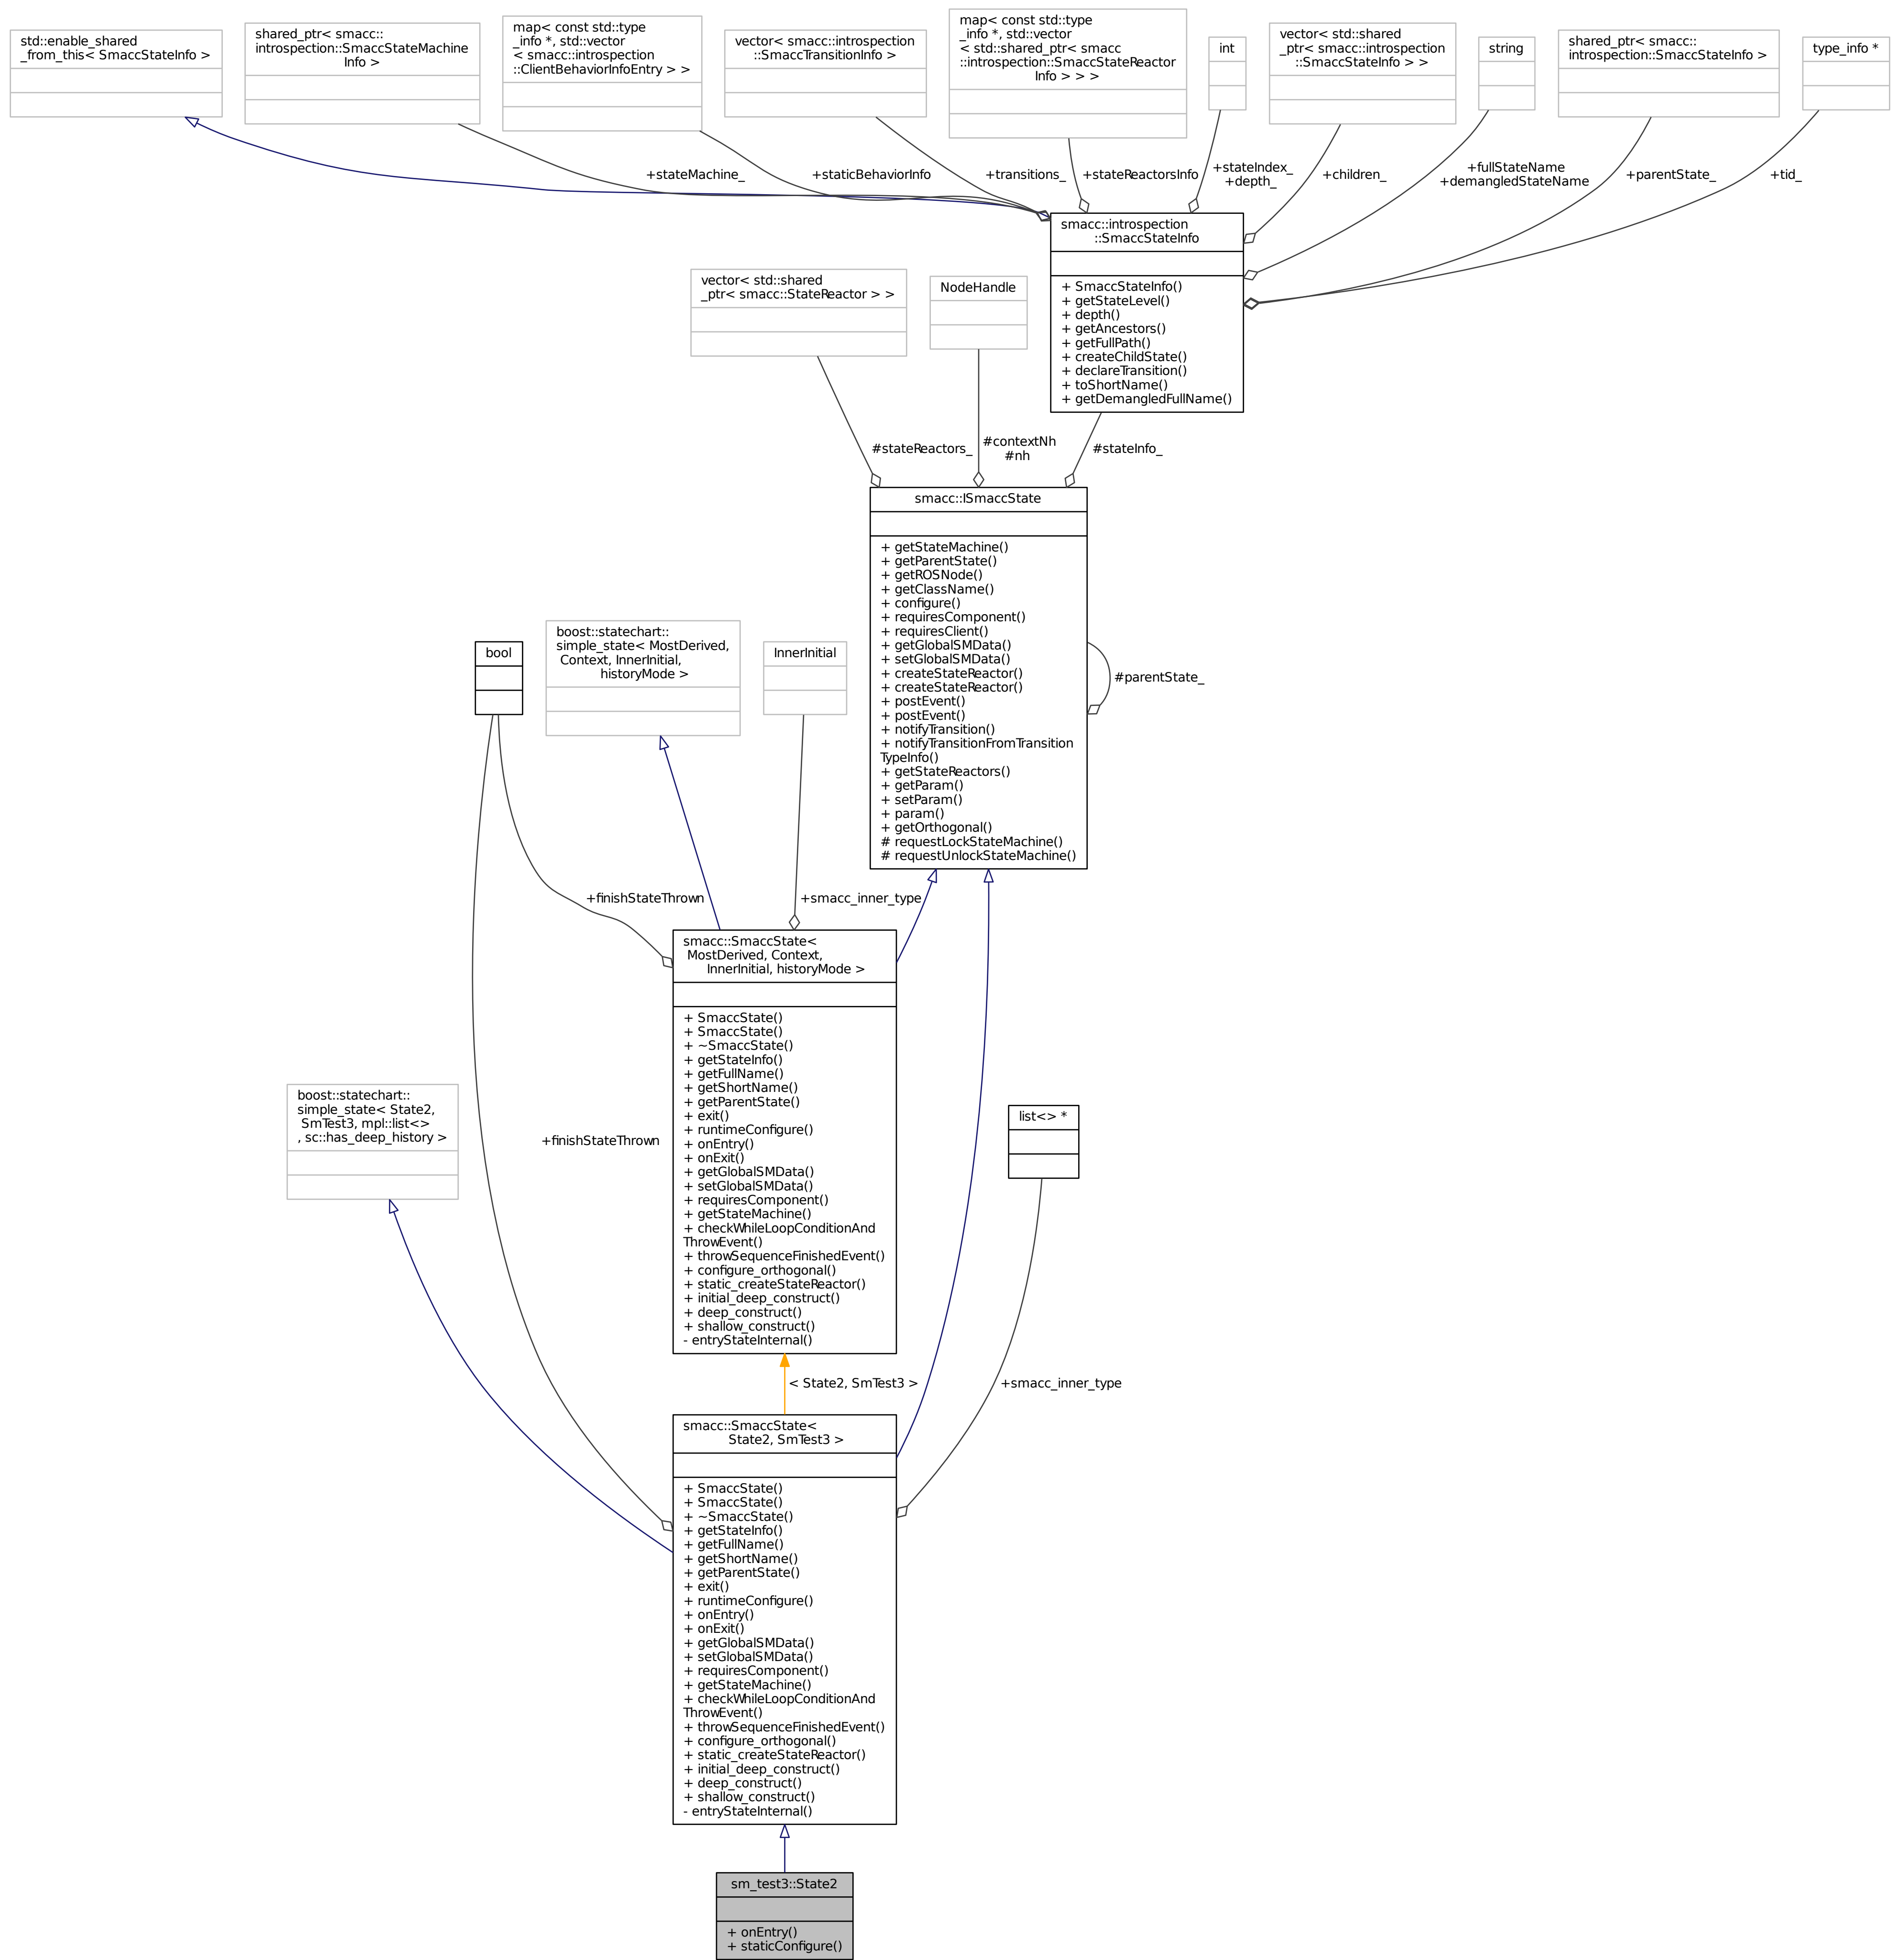 std::enable_shared
_from_this< SmaccStateInfo >
shared_ptr< smacc::
introspection::SmaccStateMachine
Info >
map< const std::type
_info *, std::vector
< smacc::introspection
::ClientBehaviorInfoEntry > >
vector< smacc::introspection
::SmaccTransitionInfo >
map< const std::type
_info *, std::vector
< std::shared_ptr< smacc
::introspection::SmaccStateReactor
Info > > >
int
vector< std::shared
_ptr< smacc::introspection
::SmaccStateInfo > >
string
shared_ptr< smacc::
introspection::SmaccStateInfo >
type_info *
+stateMachine_
+staticBehaviorInfo
+transitions_
+stateReactorsInfo
+stateIndex_
+depth_
+children_
+fullStateName
+demangledStateName
+parentState_
+tid_
smacc::introspection
::SmaccStateInfo
+ SmaccStateInfo()
+ getStateLevel()
+ depth()
+ getAncestors()
+ getFullPath()
+ createChildState()
+ declareTransition()
+ toShortName()
+ getDemangledFullName()
vector< std::shared
_ptr< smacc::StateReactor > >
NodeHandle
#stateReactors_
#contextNh
#nh
#stateInfo_
smacc::ISmaccState
+ getStateMachine()
+ getParentState()
+ getROSNode()
+ getClassName()
+ configure()
+ requiresComponent()
+ requiresClient()
+ getGlobalSMData()
+ setGlobalSMData()
+ createStateReactor()
+ createStateReactor()
+ postEvent()
+ postEvent()
+ notifyTransition()
+ notifyTransitionFromTransition
TypeInfo()
+ getStateReactors()
+ getParam()
+ setParam()
+ param()
+ getOrthogonal()
# requestLockStateMachine()
# requestUnlockStateMachine()
#parentState_
bool
boost::statechart::
simple_state< MostDerived,
Context, InnerInitial,
historyMode >
InnerInitial
+finishStateThrown
+smacc_inner_type
smacc::SmaccState<
MostDerived, Context,
InnerInitial, historyMode >
+ SmaccState()
+ SmaccState()
+ ~SmaccState()
+ getStateInfo()
+ getFullName()
+ getShortName()
+ getParentState()
+ exit()
+ runtimeConfigure()
+ onEntry()
+ onExit()
+ getGlobalSMData()
+ setGlobalSMData()
+ requiresComponent()
+ getStateMachine()
+ checkWhileLoopConditionAnd
ThrowEvent()
+ throwSequenceFinishedEvent()
+ configure_orthogonal()
+ static_createStateReactor()
+ initial_deep_construct()
+ deep_construct()
+ shallow_construct()
- entryStateInternal()
boost::statechart::
simple_state< State2,
SmTest3, mpl::list<>
, sc::has_deep_history >
+finishStateThrown
list<> *
< State2, SmTest3 >
+smacc_inner_type
smacc::SmaccState<
State2, SmTest3 >
+ SmaccState()
+ SmaccState()
+ ~SmaccState()
+ getStateInfo()
+ getFullName()
+ getShortName()
+ getParentState()
+ exit()
+ runtimeConfigure()
+ onEntry()
+ onExit()
+ getGlobalSMData()
+ setGlobalSMData()
+ requiresComponent()
+ getStateMachine()
+ checkWhileLoopConditionAnd
ThrowEvent()
+ throwSequenceFinishedEvent()
+ configure_orthogonal()
+ static_createStateReactor()
+ initial_deep_construct()
+ deep_construct()
+ shallow_construct()
- entryStateInternal()
sm_test3::State2
+ onEntry()
+ staticConfigure()